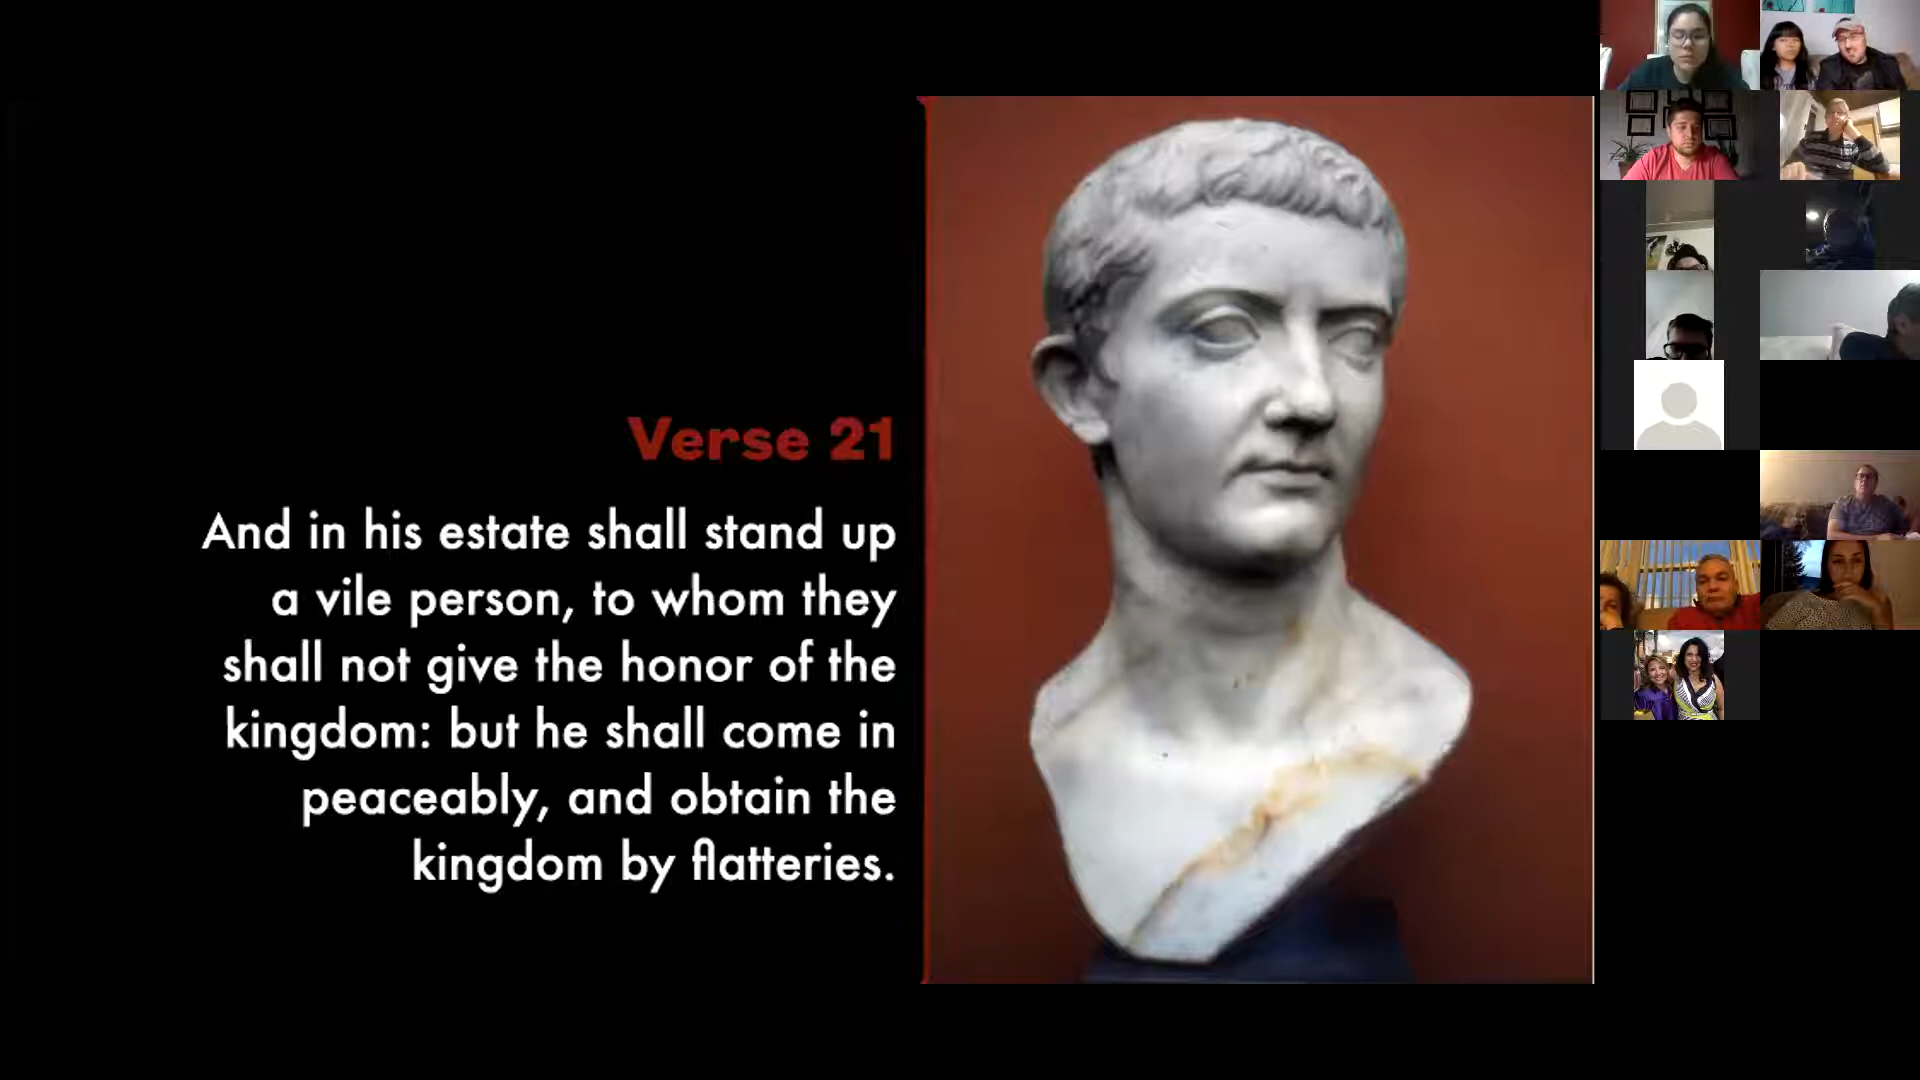 Verse 21
And in his estate shall stand up
a vile person, to whom they
shall not give the honor of the
kingdom: but he shall come in
peaceably, and obtain the
kingdom by flatteries.